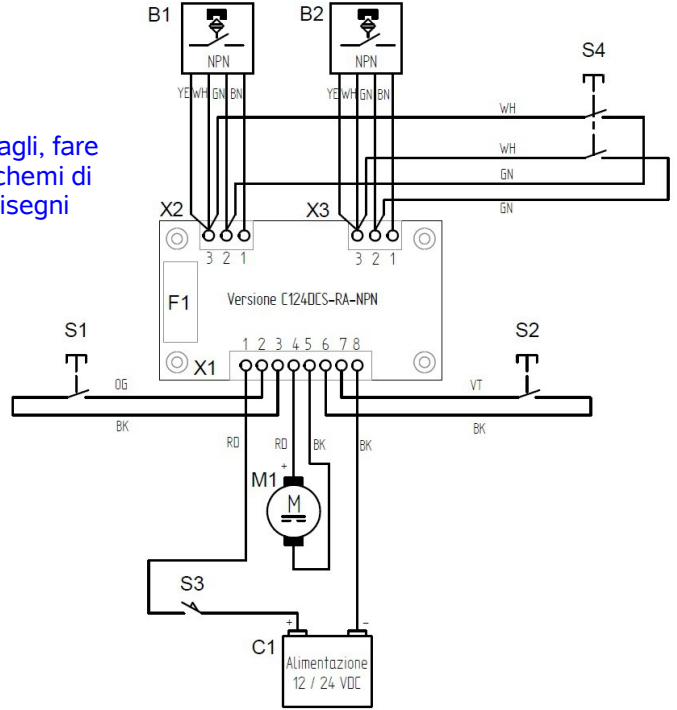 B1
B2
NPN
NPN
S4
YE WH GN BN
YE WH GN BN
WH
agli, fare
chemi di
isegni
WH
GN
GN
X2
X3
3 2 1
3 2 1
F1
Versione C124DCS-RA-NPN
S1
S2
X1
1 2 3 4 5 6 7 8
OG
VT
BK
BK
RD
RD
BK
BK
+
M1
M
S3
+
-
C1
Alimentazione
12 / 24 VDC